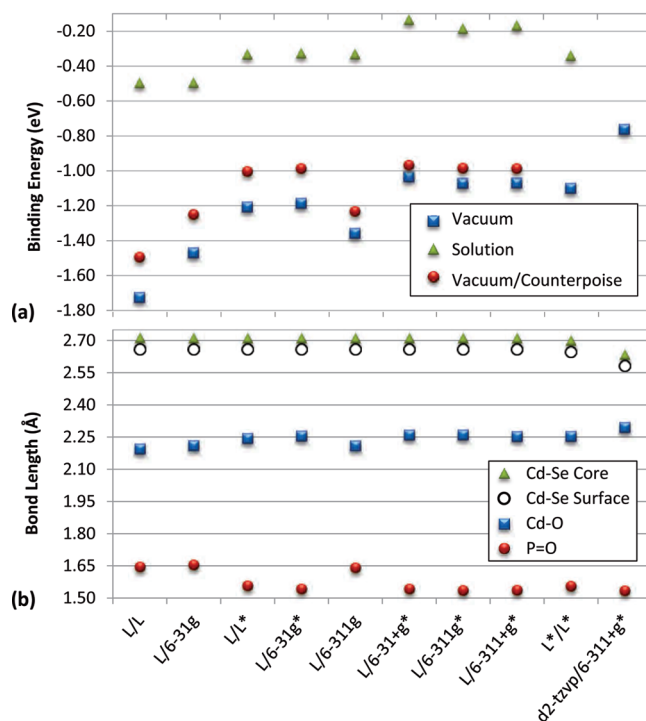 -0.20
-0.40
-0.60
-0.80
-1.00
-1.20
-1.40
-1.60
-1.80
Binding Energy (eV)
Vacuum
Solution
Vacuum/Counterpoise
(a)
2.70
2.55
2.40
2.25
2.10
1.95
1.80
1.65
1.50
Bond Length (Å)
Cd-Se Core
Cd-Se Surface
Cd-O
P=O
(b)
L/L
L/6-31g
L/L*
L/6-31g*
L/6-311g
L/6-31+g*
L/6-311g*
L/6-311+g*
L*/L*
d2-tzvp/6-311+g*